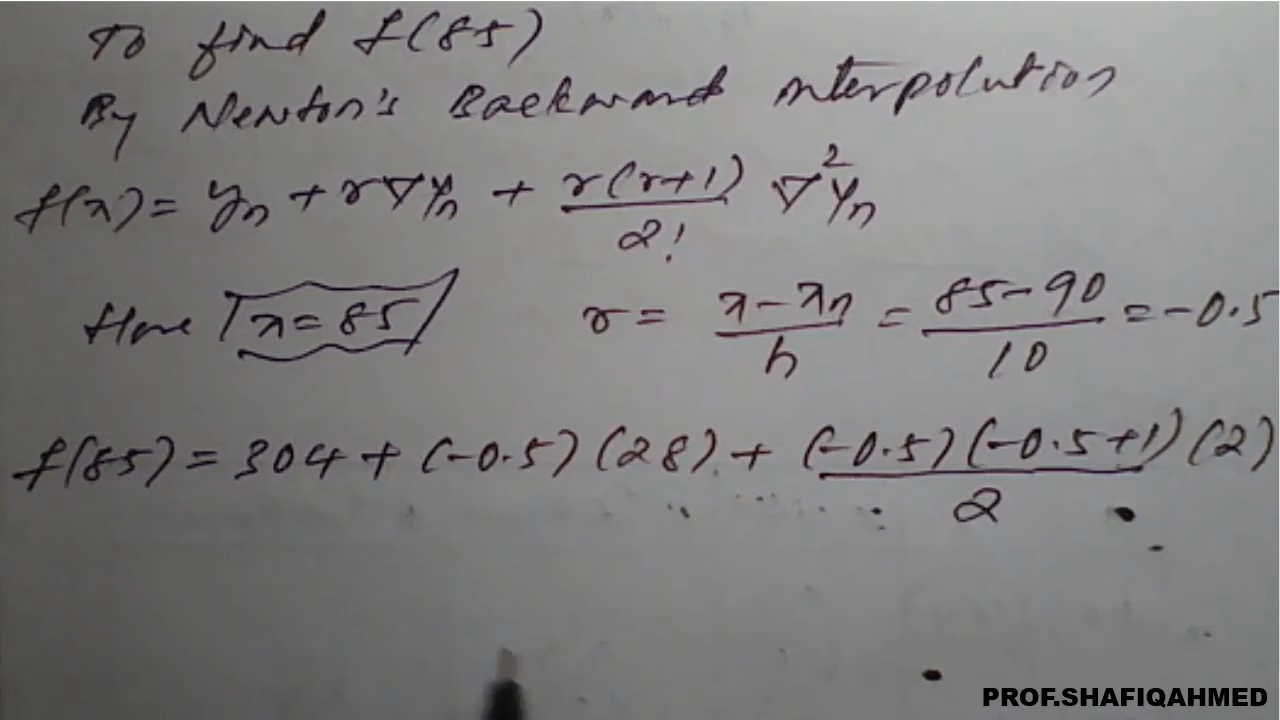 To find f(85)
By Newton's Backward interpolution
f(x) = yₙ + r∇yₙ + r(r+1)/2! ∇²yₙ
Here x = 85 r = x-xₙ/h = 85-90/10 = -0.5
f(85) = 304 + (-0.5)(28) + (-0.5)(-0.5+1)/2 (2)
PROF.SHAFIQAHMED